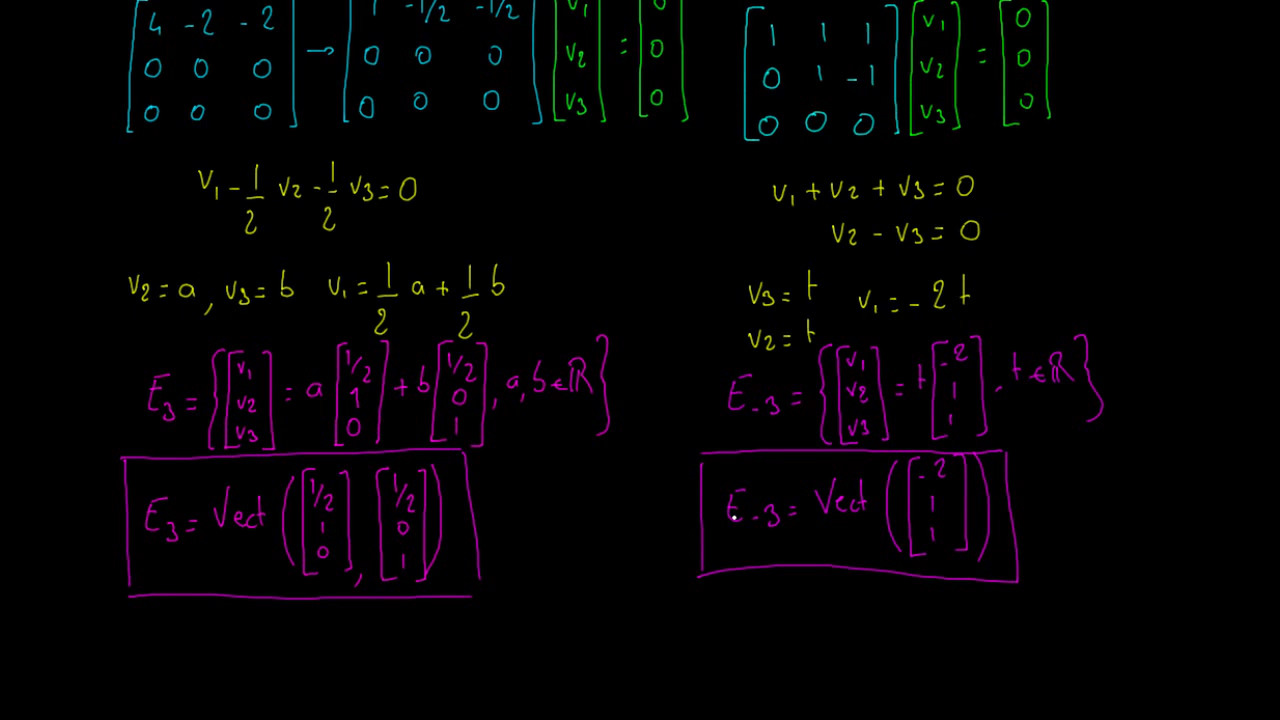 [4 -2 -2; 0 0 0; 0 0 0] → [1 -1/2 -1/2; 0 0 0; 0 0 0] [v1; v2; v3] = [0; 0; 0]
v1 - 1/2 v2 - 1/2 v3 = 0
v2 = a, v3 = b v1 = 1/2 a + 1/2 b
E3 = {[v1; v2; v3] = a [1/2; 1; 0] + b [1/2; 0; 1], a, b ∈ ℝ}
E3 = Vect ([1/2; 1; 0], [1/2; 0; 1])
[1 1 1; 0 1 -1; 0 0 0] [v1; v2; v3] = [0; 0; 0]
v1 + v2 + v3 = 0
v2 - v3 = 0
v3 = t v1 = -2t
v2 = t
E-3 = {[v1; v2; v3] = t [-2; 1; 1], t ∈ ℝ}
E-3 = Vect ([-2; 1; 1])